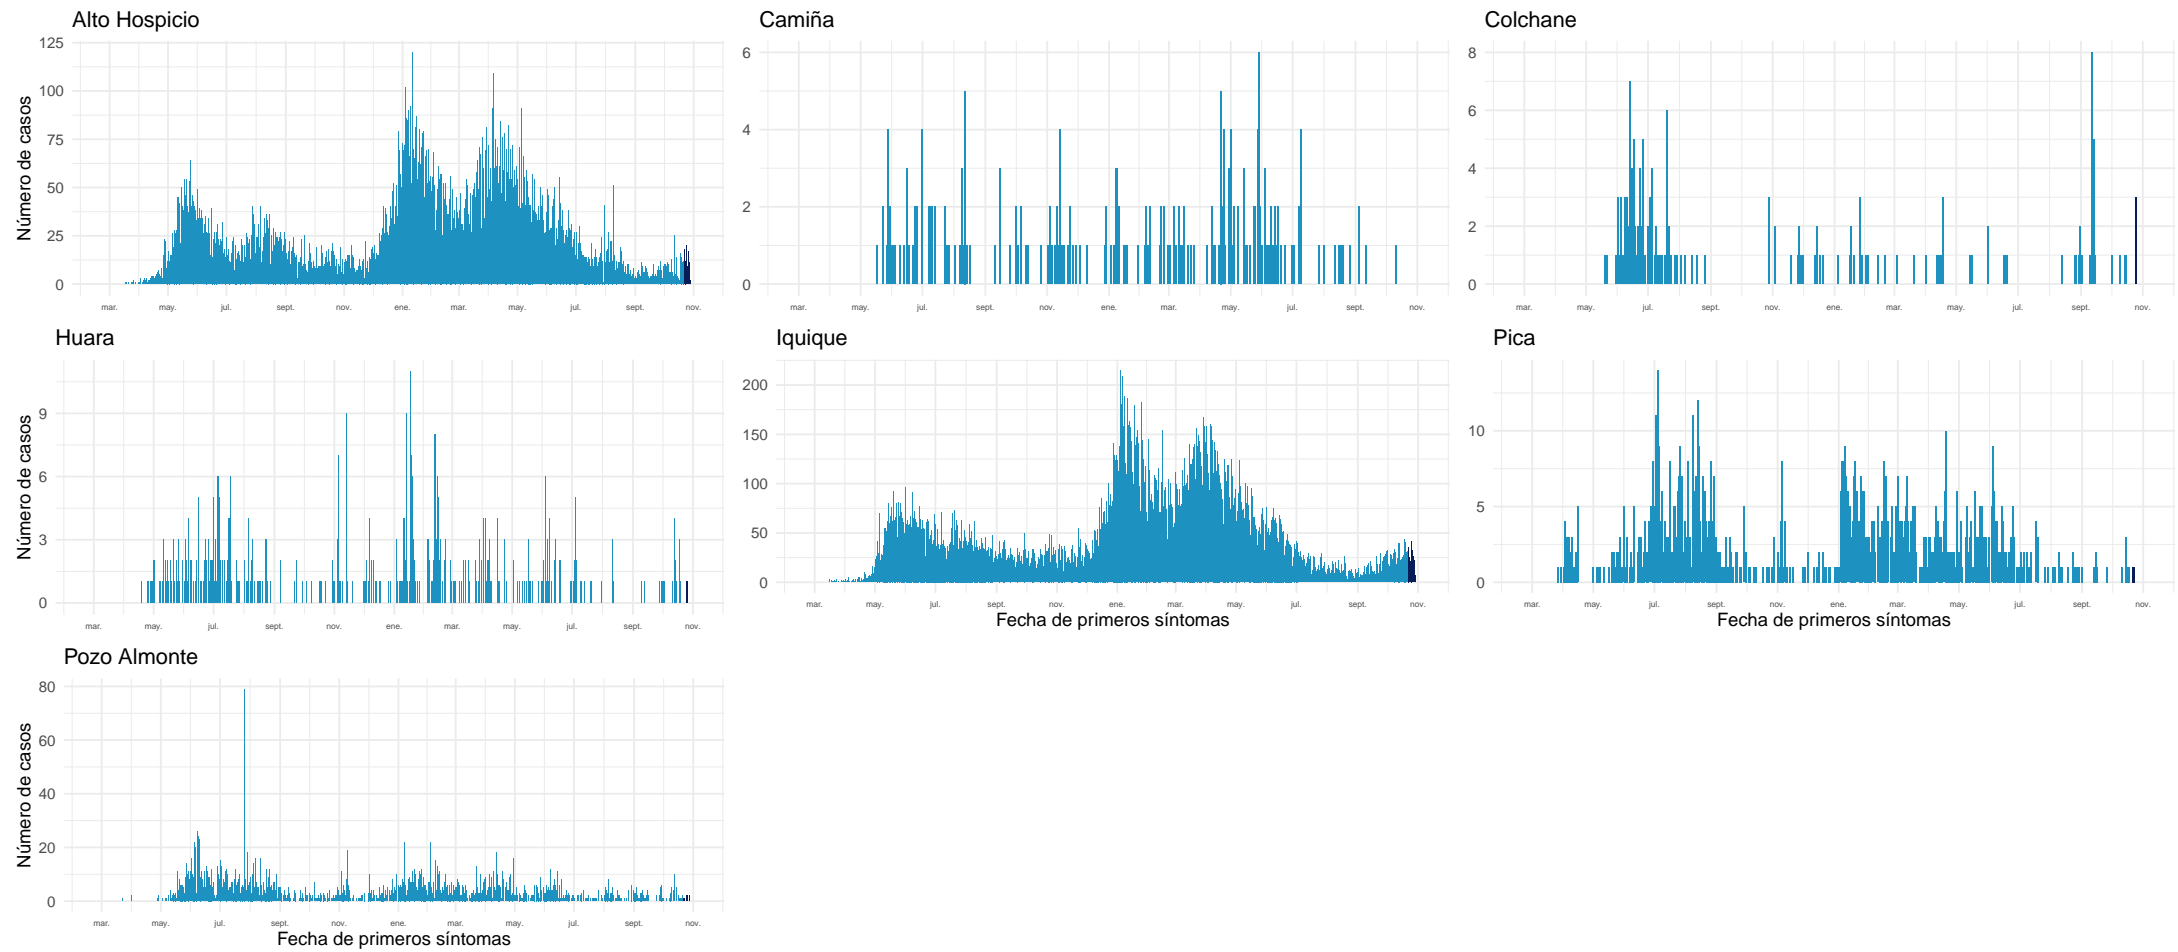 Alto Hospicio
Número de casos
125
100
75
50
25
0
mar. may. jul. sept. nov. ene. mar. may. jul. sept. nov.
Camiña
6
4
2
0
mar. may. jul. sept. nov. ene. mar. may. jul. sept. nov.
Colchane
8
6
4
2
0
mar. may. jul. sept. nov. ene. mar. may. jul. sept. nov.
Huara
Número de casos
9
6
3
0
mar. may. jul. sept. nov. ene. mar. may. jul. sept. nov.
Iquique
200
150
100
50
0
mar. may. jul. sept. nov. ene. mar. may. jul. sept. nov.
Fecha de primeros síntomas
Pica
10
5
0
mar. may. jul. sept. nov. ene. mar. may. jul. sept. nov.
Fecha de primeros síntomas
Pozo Almonte
Número de casos
80
60
40
20
0
mar. may. jul. sept. nov. ene. mar. may. jul. sept. nov.
Fecha de primeros síntomas